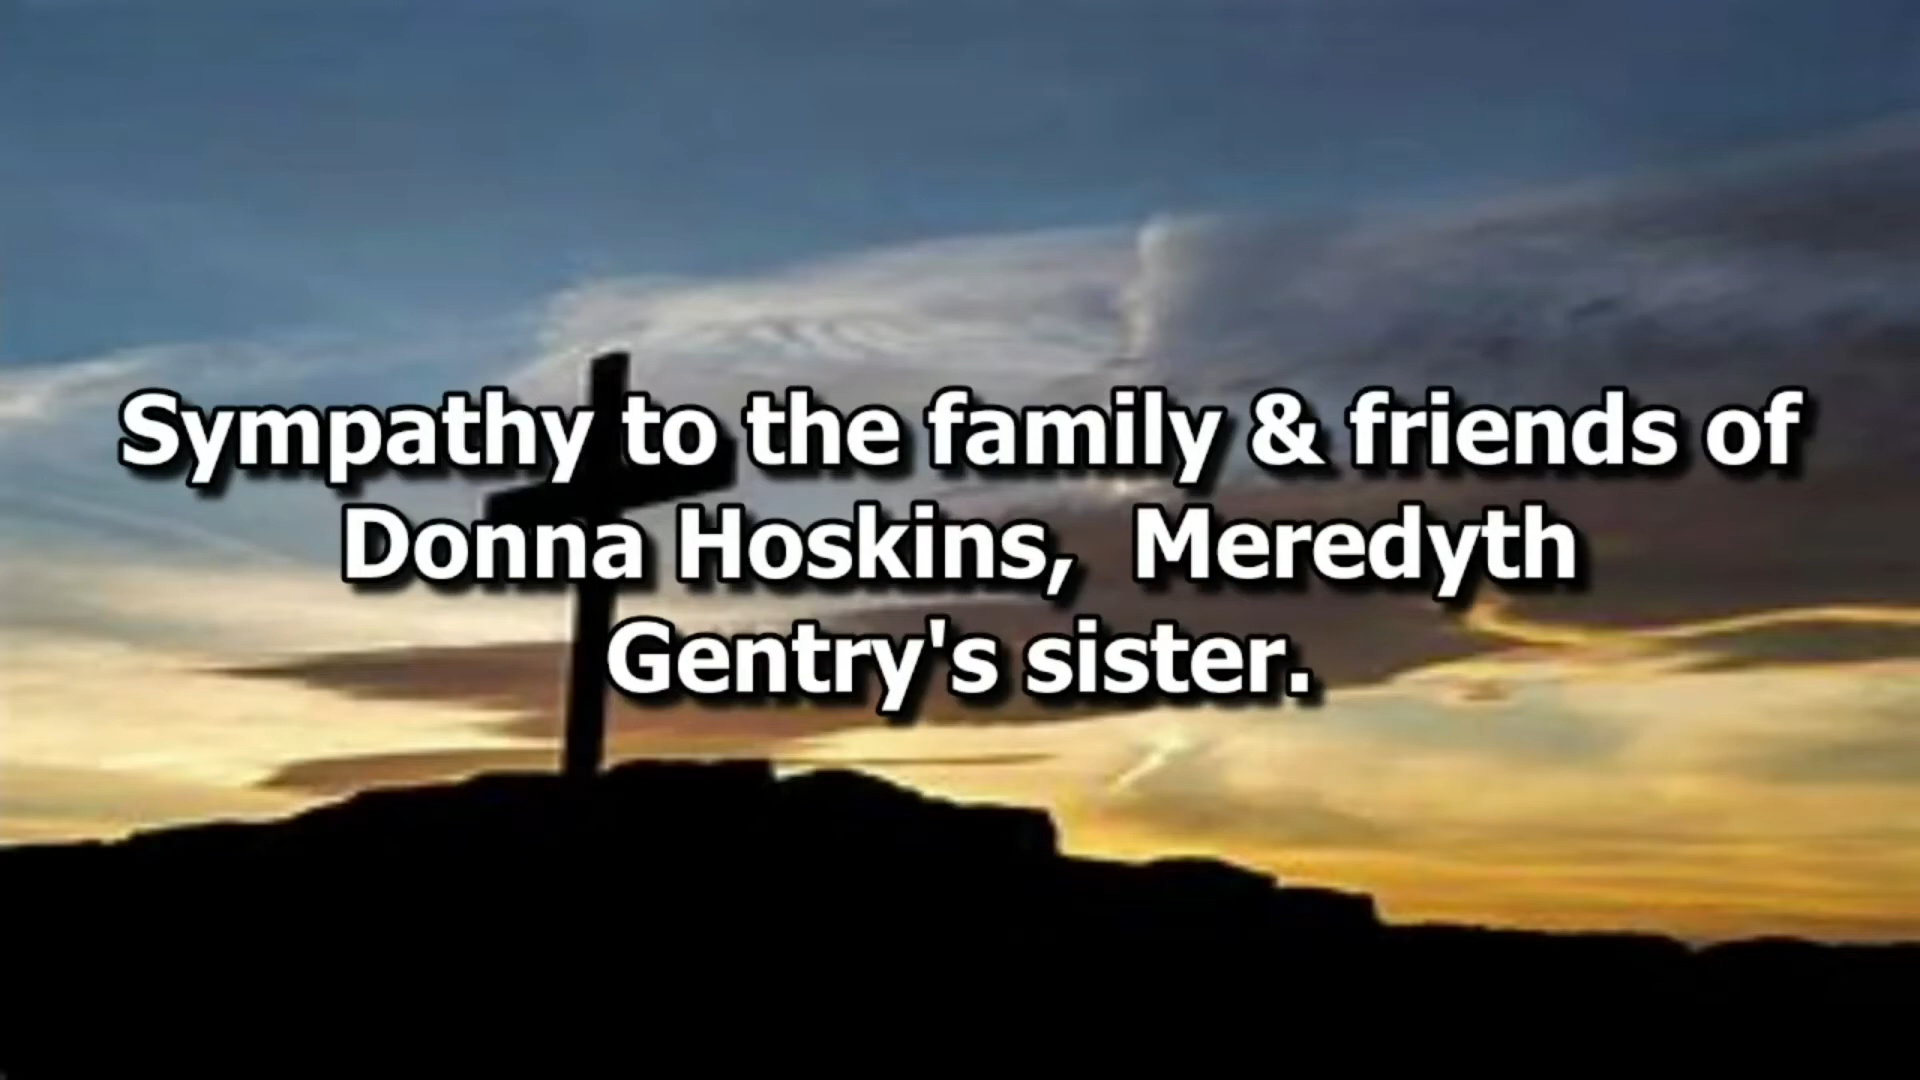 Sympathy to the family & friends of
Donna Hoskins,  Meredyth
Gentry's sister.